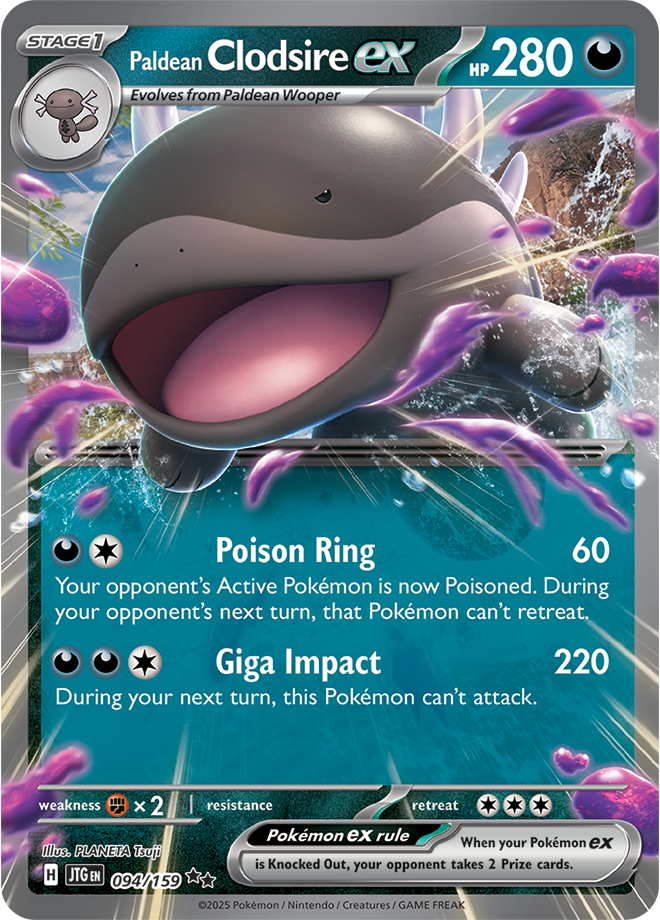 STAGE 1
Paldean Clodsire ex HP 280
Evolves from Paldean Wooper
Poison Ring 60
Your opponent's Active Pokémon is now Poisoned. During
your opponent's next turn, that Pokémon can't retreat.
Giga Impact 220
During your next turn, this Pokémon can't attack.
weakness ×2 resistance retreat
Illus. PLANETA Tsuji
Pokémon ex rule When your Pokémon ex
is Knocked Out, your opponent takes 2 Prize cards.
H JTG EN 094/159
©2025 Pokémon / Nintendo / Creatures / GAME FREAK